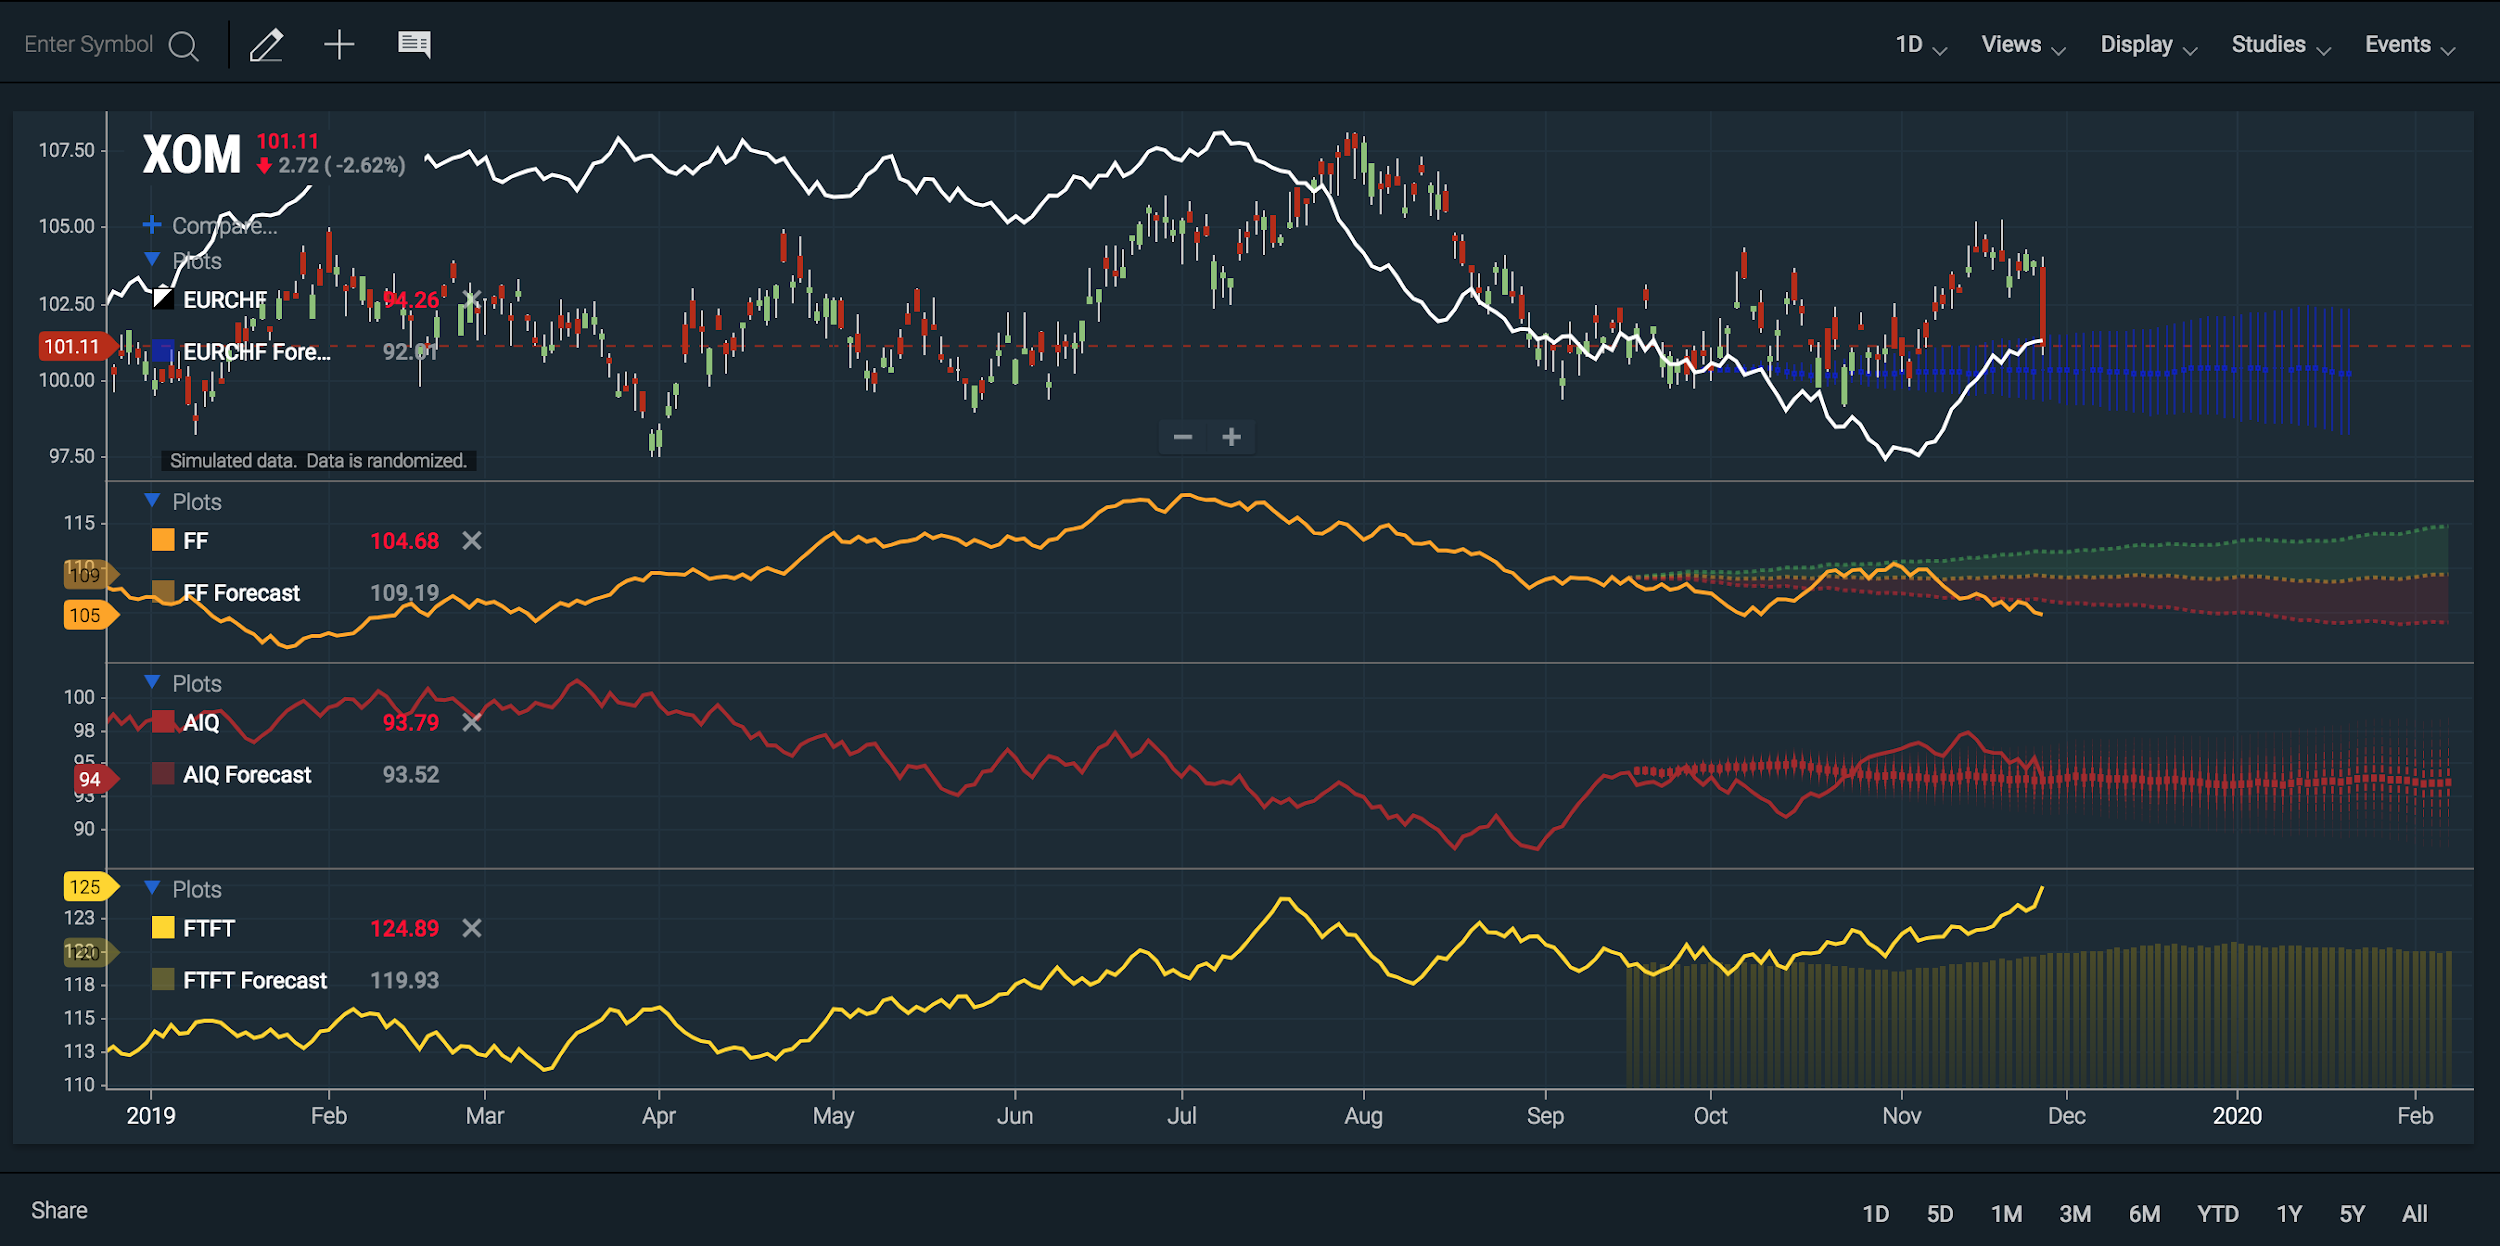 Enter Symbol
1D Views Display Studies Events
107.50
XOM 101.11
2.72 ( -2.62%)
105.00
Compare...
Plots
102.50
EURCHF 94.26
101.11
EURCHF Fore...
100.00
97.50
Simulated data. Data is randomized.
Plots
115
FF 104.68
110
109
FF Forecast 109.19
105
Plots
100
AIQ 93.79
98
95
AIQ Forecast 93.52
94
93
90
Plots
125
123
FTFT 124.89
120
FTFT Forecast 119.93
118
115
113
110
2019 Feb Mar Apr May Jun Jul Aug Sep Oct Nov Dec 2020 Feb
Share
1D 5D 1M 3M 6M YTD 1Y 5Y All